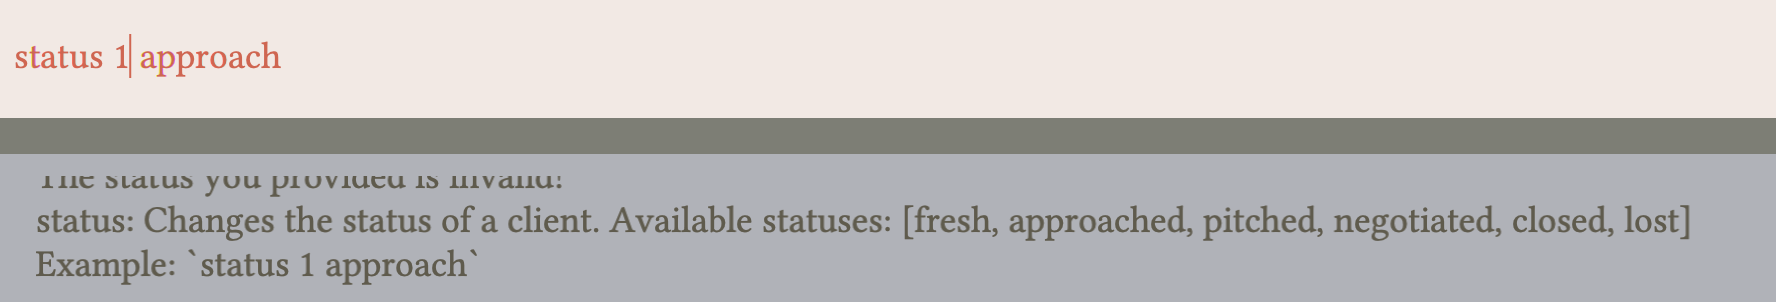 status 1 approach
The status you provided is invalid!
status: Changes the status of a client. Available statuses: [fresh, approached, pitched, negotiated, closed, lost]
Example: `status 1 approach`